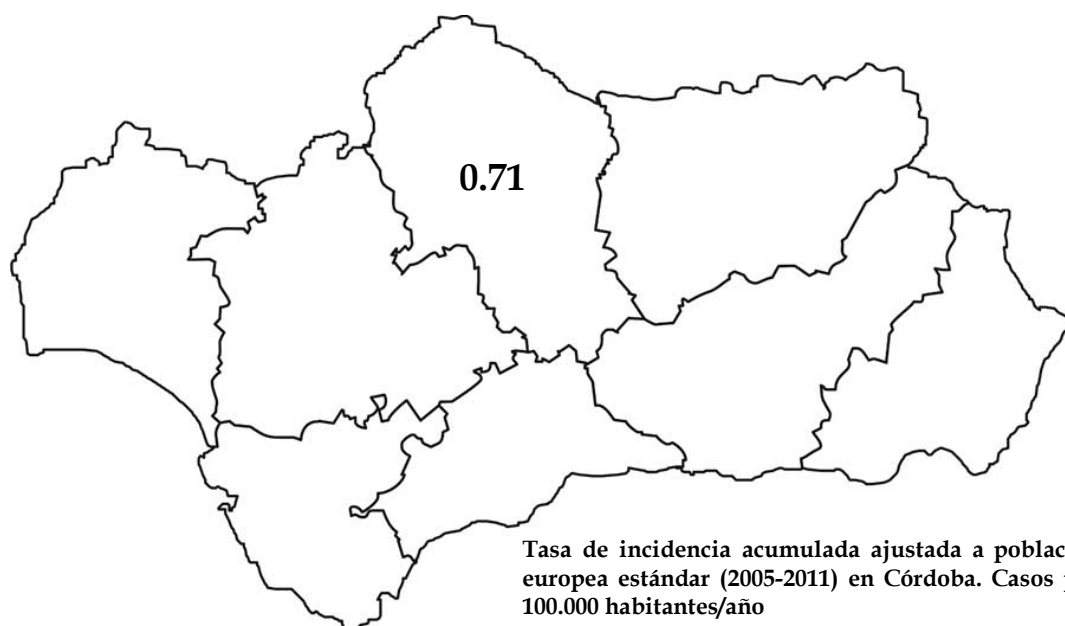 0.71
Tasa de incidencia acumulada ajustada a poblac
europea estándar (2005-2011) en Córdoba. Casos p
100.000 habitantes/año